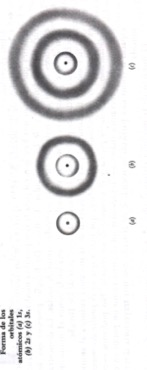 Forma de los
orbitales
atómicos (a) 1s,
(b) 2s y (c) 3s.
(a)
(b)
(c)